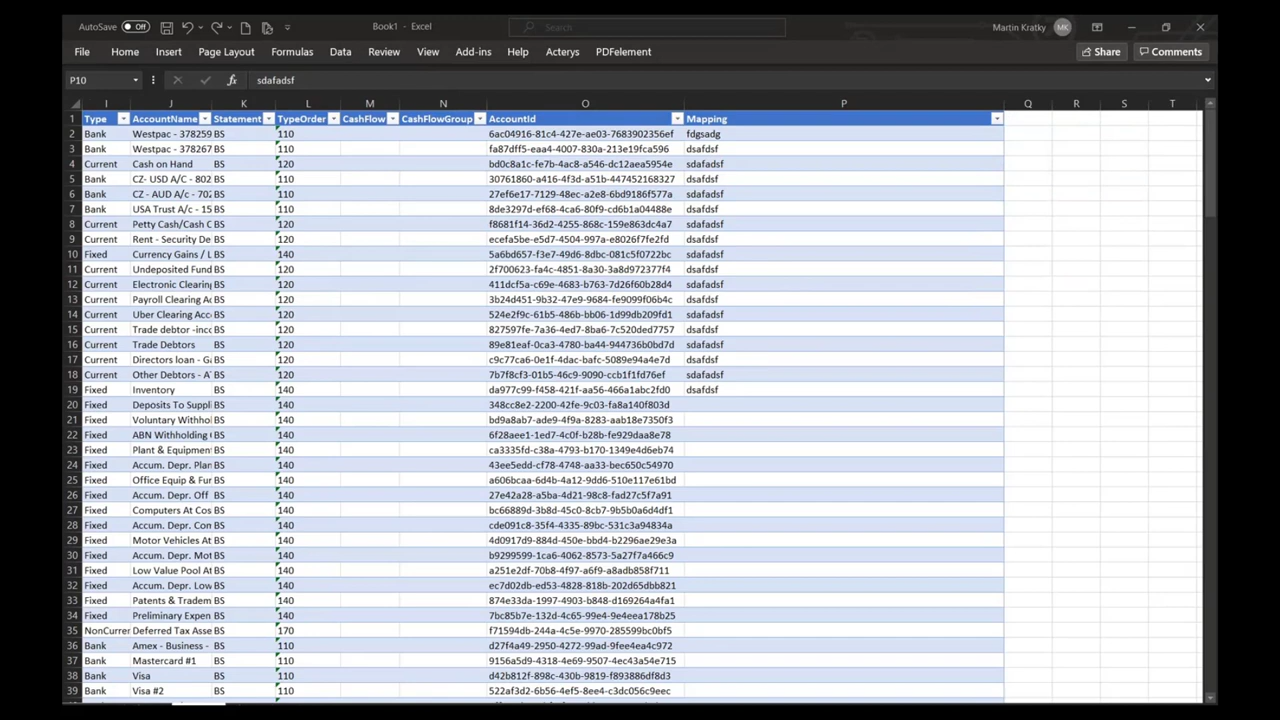 AutoSave Off Book1 - Excel Search Martin Kratky MK
File Home Insert Page Layout Formulas Data Review View Help Add-ins Help Acterys PDFelement Share Comments
P10 fx sdafadsf
I J K L M N O P Q R S T
1 Type AccountName Statement TypeOrder CashFlow CashFlowGroup AccountId Mapping
2 Bank Westpac - 378259 BS 110 6ac04916-81c4-427e-ae03-7683902356ef fdgsadg
3 Bank Westpac - 378267 BS 110 fa87dff5-eaa4-4007-830a-213e19fca596 dsafdsf
4 Current Cash on Hand BS 120 bd0c8a1c-fe7b-4ac8-a546-dc12aea5954e sdafadsf
5 Bank CZ- USD A/c - 802 BS 110 30761860-a416-4f3d-a51b-447452168327 dsafdsf
6 Bank CZ - AUD A/c - 702 BS 110 27ef6e17-7129-48ec-a2e8-6bd9186f577a sdafadsf
7 Bank USA Trust A/c - 15 BS 110 8de3297d-ef68-4ca6-80f9-cd6b1a04488e dsafdsf
8 Current Petty Cash/Cash C BS 120 f8681f14-36d2-4255-868c-159e863dc4a7 sdafadsf
9 Current Rent - Security De BS 120 ecefa5be-e5d7-4504-997a-e8026f7fe2fd dsafdsf
10 Fixed Currency Gains / L BS 140 5a6bd657-f3e7-49d6-8dbc-081c5f0722bc sdafadsf
11 Current Undeposited Fund BS 120 2f700623-fa4c-4851-8a30-3a8d972377f4 dsafdsf
12 Current Electronic Clearing BS 120 411dcf5a-c69e-4683-b763-7d26f60b28d4 sdafadsf
13 Current Payroll Clearing Ac BS 120 3b24d451-9b32-47e9-9684-fe9099f06b4c dsafdsf
14 Current Uber Clearing Acc BS 120 524e2f9c-61b5-486b-bb06-1d99db209fd1 sdafadsf
15 Current Trade debtor -inc BS 120 827597fe-7a36-4ed7-8ba6-7c520ded7757 dsafdsf
16 Current Trade Debtors BS 120 89e81eaf-0ca3-4780-ba44-944736b0bd7d sdafadsf
17 Current Directors loan - Ga BS 120 c9c77ca6-0e1f-4dac-bafc-5089e94a4e7d dsafdsf
18 Current Other Debtors - A BS 120 7b7f8cf3-01b5-46c9-9090-ccb1f1fd76ef sdafadsf
19 Fixed Inventory BS 140 da977c99-f458-421f-aa56-466a1abc2fd0 dsafdsf
20 Fixed Deposits To Suppli BS 140 348cc8e2-2200-42fe-9c03-fa8a140f803d
21 Fixed Voluntary Withhol BS 140 bd9a8ab7-ade9-4f9a-8283-aab18e7350f3
22 Fixed ABN Withholding BS 140 6f28aee1-1ed7-4c0f-b28b-fe929daa8e78
23 Fixed Plant & Equipment BS 140 ca3335fd-c38a-4793-b170-1349e4d6eb74
24 Fixed Accum. Depr. Plan BS 140 43ee5edd-cf78-4748-aa33-bec650c54970
25 Fixed Office Equip & Fur BS 140 a606bcaa-6d4b-4a12-9dd6-510e117e61bd
26 Fixed Accum. Depr. Off BS 140 27e42a28-a5ba-4d21-98c8-fad27c5f7a91
27 Fixed Computers At Cos BS 140 66269dbc-3b8d-45c0-8cb7-9b5b0a6d4df1
28 Fixed Accum. Depr. Com BS 140 cde091c8-35f4-4335-89bc-531c3a94834a
29 Fixed Motor Vehicles At BS 140 4d0917d9-884d-450e-bbd4-b2296ae29e3a
30 Fixed Accum. Depr. Mot BS 140 b9299599-1ca6-4062-8573-5a27f7a466c9
31 Fixed Low Value Pool At BS 140 a251e2df-70b8-4f97-a6f9-a8adb858f711
32 Fixed Accum. Depr. Low BS 140 ec7d02db-ed53-4828-818b-202d65dbb821
33 Fixed Patents & Tradem BS 140 874e33da-1997-4903-b848-d169264a4fa1
34 Fixed Preliminary Expen BS 140 7bc85b7e-132d-4c65-99e4-9e4eea178b25
35 NonCurren Deferred Tax Asse BS 170 f71594db-244a-4c5e-9970-285599bc0bf5
36 Bank Amex - Business - BS 110 d27f4a49-2950-4272-99ad-9fee4ea4c972
37 Bank Mastercard #1 BS 110 9156a5d9-4318-4e69-9507-4ec43a54e715
38 Bank Visa BS 110 d42b812f-898c-430b-9819-f893886df8d3
39 Bank Visa #2 BS 110 522af3d2-6b56-4ef5-8ee4-c3dc056c9eec